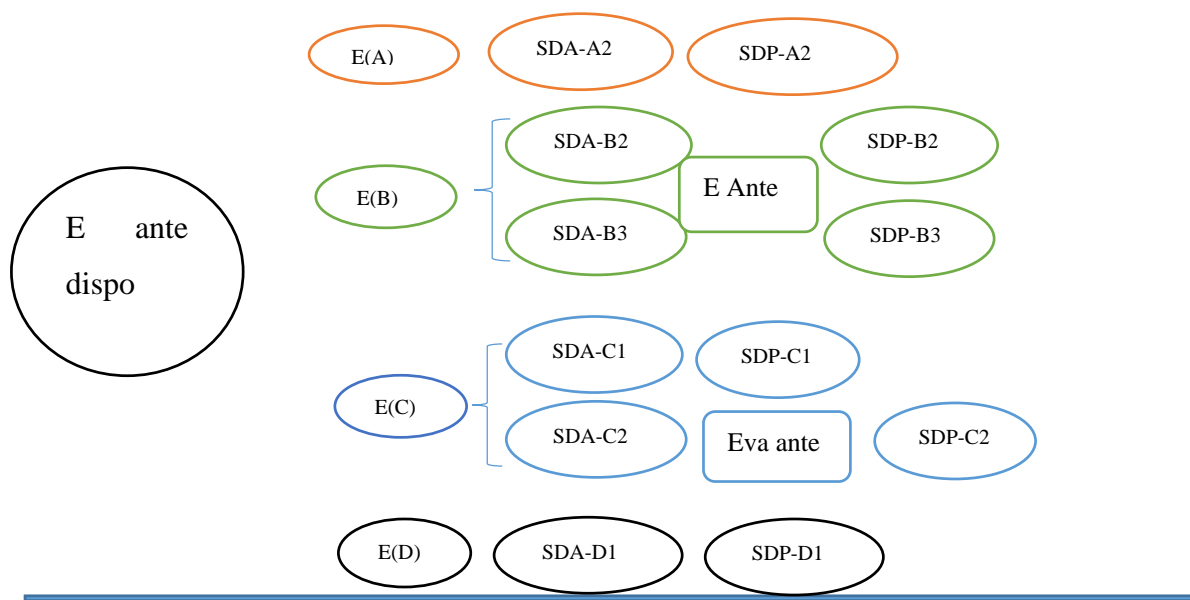 E(A)
SDA-A2
SDP-A2
SDA-B2
SDP-B2
E(B)
E Ante
SDA-B3
SDP-B3
E ante
dispo
SDA-C1
SDP-C1
E(C)
SDA-C2
Eva ante
SDP-C2
E(D)
SDA-D1
SDP-D1